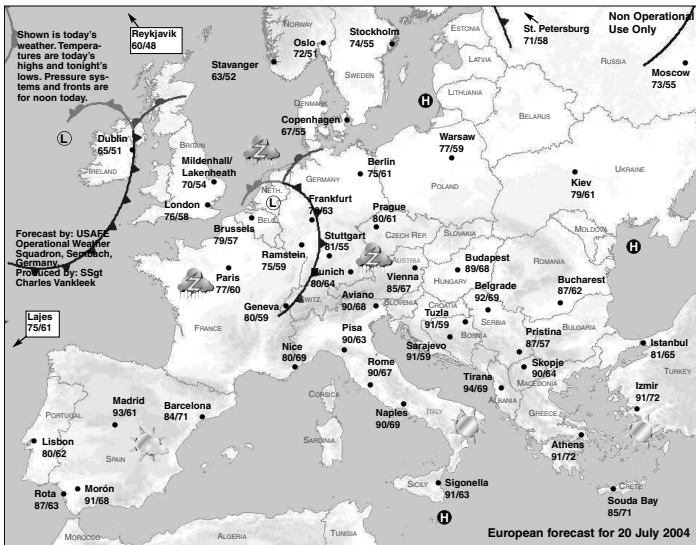 Shown is today's
weather. Tempera-
tures are today's
highs and tonight's
lows. Pressure sys-
tems and fronts are
for noon today.
Reykjavik
60/48
NORWAY
Oslo
72/51
Stockholm
74/55
Stavanger
63/52
SWEDEN
ESTONIA
LATVIA
LITHUANIA
St. Petersburg
71/58
Non Operational
Use Only
RUSSIA
Moscow
73/55
DENMARK
Copenhagen
67/55
H
BELARUS
L
Dublin
65/51
IRELAND
BRITAIN
Mildenhall/
Lakenheath
70/54
London
76/58
NETH.
L
GERMANY
Berlin
75/61
Warsaw
77/59
POLAND
Kiev
79/61
UKRAINE
Brussels
79/57
BELG.
Frankfurt
/63
Prague
80/61
CZECH REP.
SLOVAKIA
Stuttgart
81/55
Ramstein
75/59
Munich
80/64
AUSTRIA
Vienna
85/67
Budapest
89/68
HUNGARY
MOLDOVA
H
ROMANIA
Forecast by: USAFE
Operational Weather
Squadron, Sembach,
Germany
Produced by: SSgt
Charles Vankleek
Paris
77/60
FRANCE
Geneva
80/59
SWITZ.
Aviano
90/68
SLOVENIA
CROATIA
Belgrade
92/69
Bucharest
87/62
Lajes
75/61
Nice
80/69
Pisa
90/63
Tuzla
91/59
BOSNIA
SERBIA
Sarajevo
91/59
Pristina
87/57
BULGARIA
Skopje
90/64
MACEDONIA
Istanbul
81/65
TURKEY
Rome
90/67
Naples
90/69
ITALY
Tirana
94/69
ALBANIA
GREECE
Izmir
91/72
Athens
91/72
CORSICA
SARDINIA
PORTUGAL
Madrid
93/61
Barcelona
84/71
Lisbon
80/62
SPAIN
Rota
87/63
Morón
91/68
SICILY
Sigonella
91/63
H
CRETE
Souda Bay
85/71
MOROCCO
ALGERIA
TUNISIA
European forecast for 20 July 2004